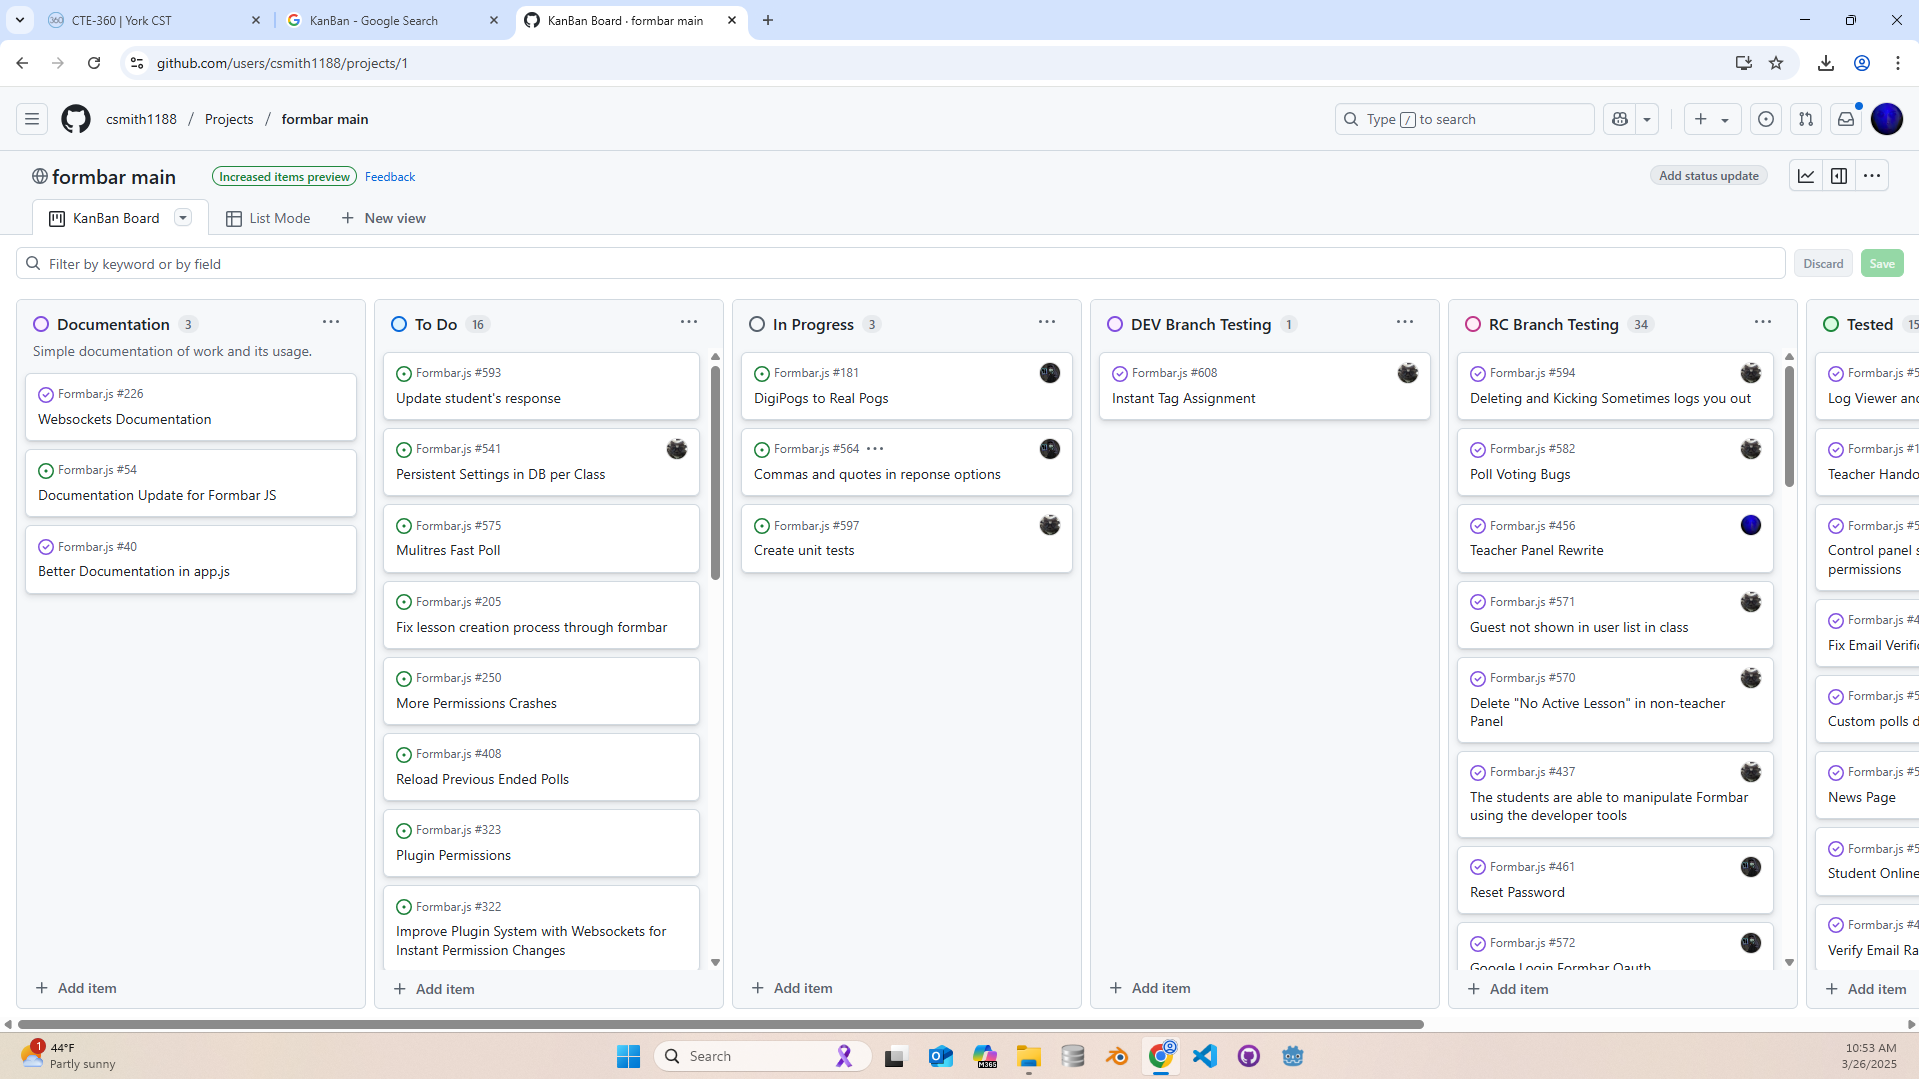 CTE-360 | York CST
KanBan - Google Search
KanBan Board · formbar main
github.com/users/csmith1188/projects/1
csmith1188 / Projects / formbar main
Type / to search
formbar main
Increased items preview
Feedback
Add status update
KanBan Board
List Mode
New view
Filter by keyword or by field
Discard
Save
Documentation 3
Simple documentation of work and its usage.
Formbar.js #226
Websockets Documentation
Formbar.js #54
Documentation Update for Formbar JS
Formbar.js #40
Better Documentation in app.js
Add item
To Do 16
Formbar.js #593
Update student's response
Formbar.js #541
Persistent Settings in DB per Class
Formbar.js #575
Mulitres Fast Poll
Formbar.js #205
Fix lesson creation process through formbar
Formbar.js #250
More Permissions Crashes
Formbar.js #408
Reload Previous Ended Polls
Formbar.js #323
Plugin Permissions
Formbar.js #322
Improve Plugin System with Websockets for
Instant Permission Changes
Add item
In Progress 3
Formbar.js #181
DigiPogs to Real Pogs
Formbar.js #564
Commas and quotes in reponse options
Formbar.js #597
Create unit tests
Add item
DEV Branch Testing 1
Formbar.js #608
Instant Tag Assignment
Add item
RC Branch Testing 34
Formbar.js #594
Deleting and Kicking Sometimes logs you out
Formbar.js #582
Poll Voting Bugs
Formbar.js #456
Teacher Panel Rewrite
Formbar.js #571
Guest not shown in user list in class
Formbar.js #570
Delete "No Active Lesson" in non-teacher
Panel
Formbar.js #437
The students are able to manipulate Formbar
using the developer tools
Formbar.js #461
Reset Password
Formbar.js #572
Google Login Formbar Oauth
Add item
Tested 15
Formbar.js #5
Log Viewer and
Formbar.js #1
Teacher Hando
Formbar.js #5
Control panel s
permissions
Formbar.js #4
Fix Email Verific
Formbar.js #5
Custom polls d
Formbar.js #5
News Page
Formbar.js #5
Student Online
Formbar.js #4
Verify Email Ra
Add item
1
44°F
Partly sunny
Search
M365
10:53 AM
3/26/2025